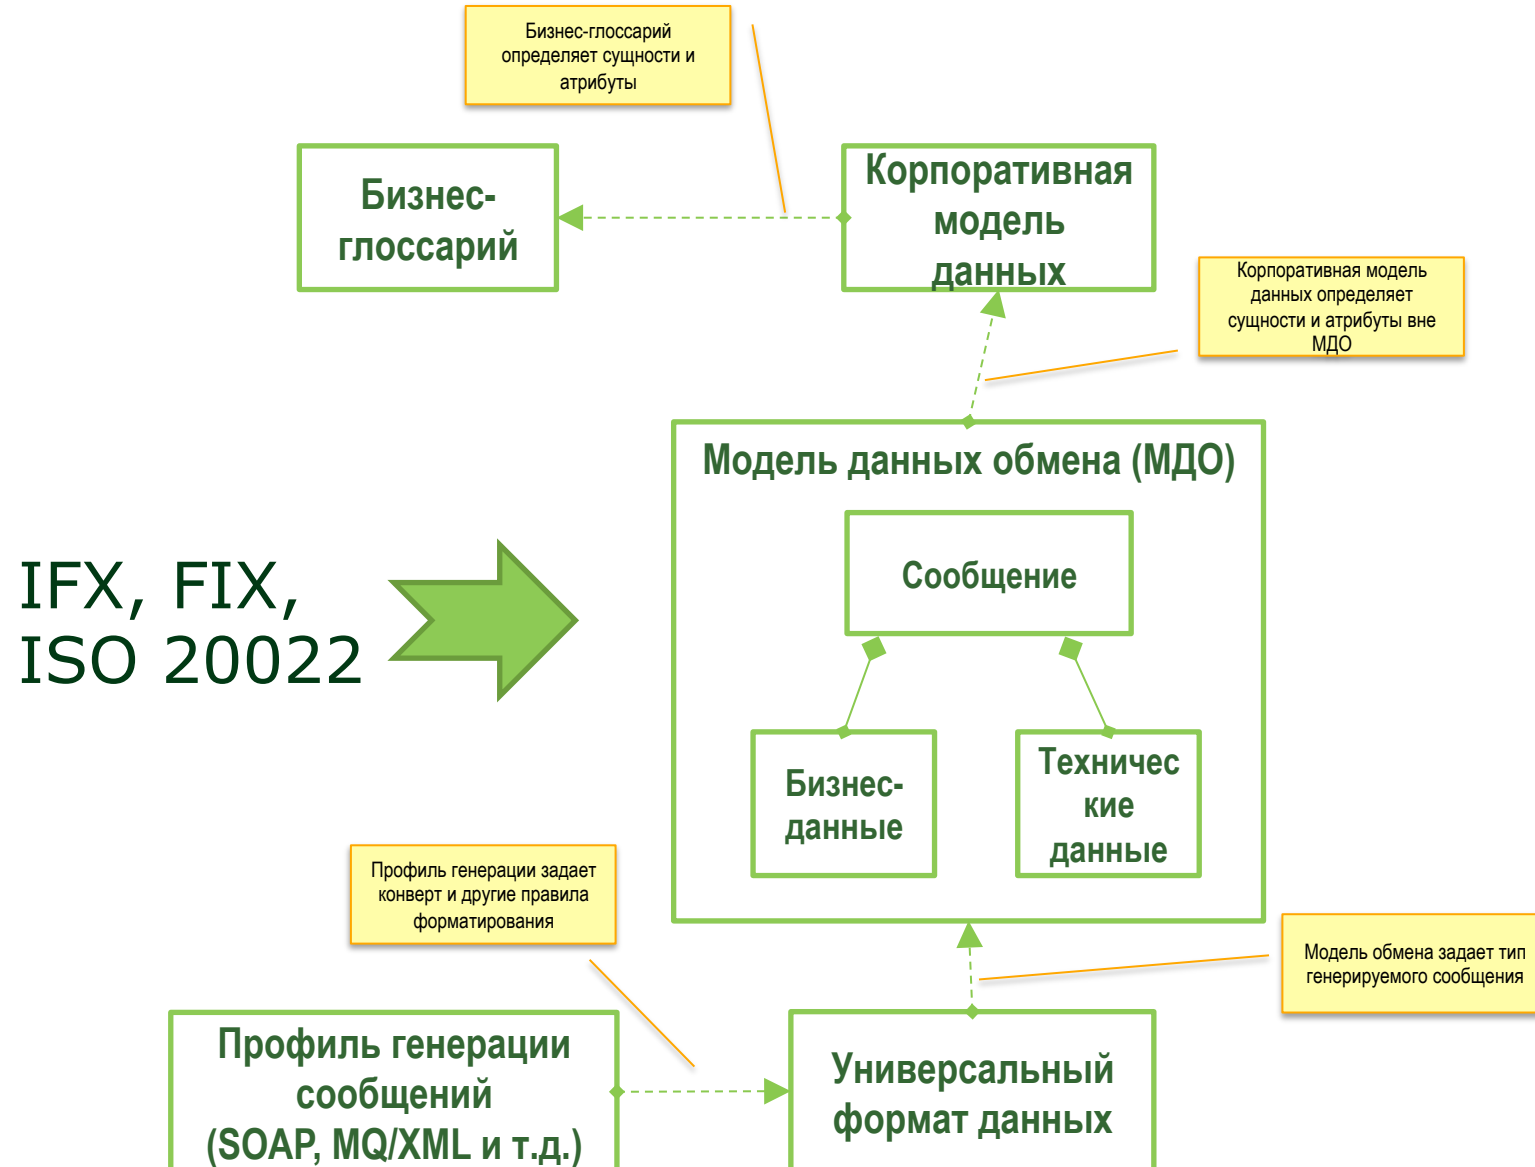 Бизнес-глоссарий
определяет сущности и
атрибуты
Бизнес-
глоссарий
Корпоративная
модель
данных
Корпоративная модель
данных определяет
сущности и атрибуты вне
МДО
Модель данных обмена (МДО)
Сообщение
IFX, FIX,
ISO 20022
Бизнес-
данные
Техничес
кие
данные
Профиль генерации задает
конверт и другие правила
форматирования
Модель обмена задает тип
генерируемого сообщения
Профиль генерации
сообщений
(SOAP, MQ/XML и т.д.)
Универсальный
формат данных